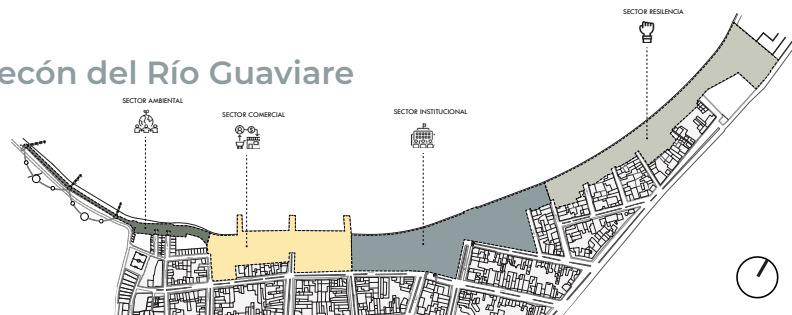 ecón del Río Guaviare
SECTOR RESILENCIA
SECTOR AMBIENTAL
SECTOR COMERCIAL
SECTOR INSTITUCIONAL